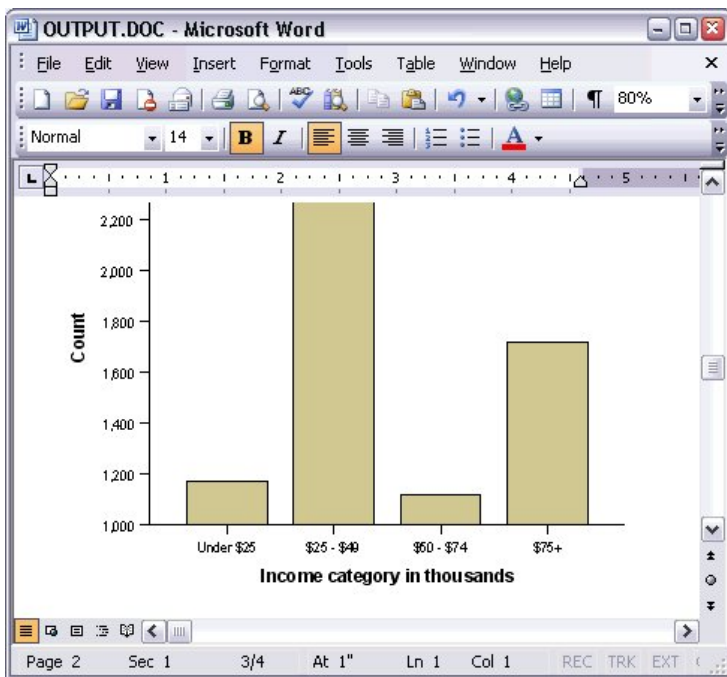 OUTPUT.DOC - Microsoft Word
File Edit View Insert Format Tools Table Window Help
ABC ¶ 80%
Normal 14 B I A
L 1 2 3 4 5
2,200
2,000
1,800
1,600
1,400
1,200
1,000
Count
Under $25 $25 - $49 $50 - $74 $75+
Income category in thousands
Page 2 Sec 1 3/4 At 1" Ln 1 Col 1 REC TRK EXT